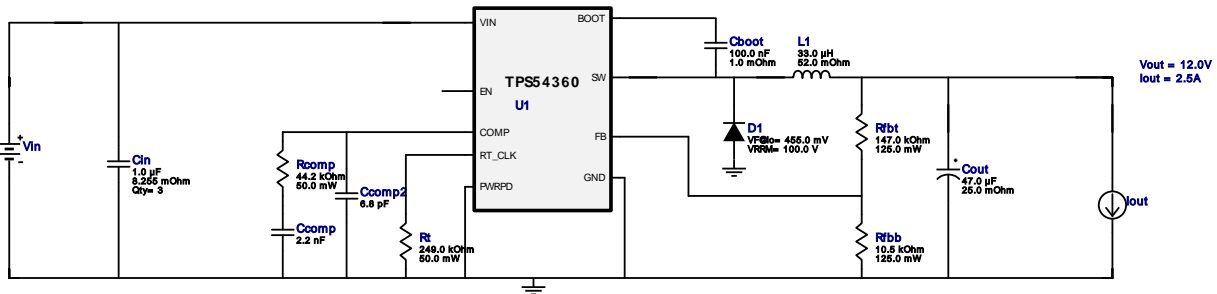 VIN
BOOT
Cboot
100.0 nF
1.0 mOhm
L1
33.0 µH
52.0 mOhm
Vout = 12.0V
Iout = 2.5A
TPS54360
U1
SW
EN
COMP
RT_CLK
PWRPD
FB
GND
Vin
+
-
Cin
1.0 µF
8.255 mOhm
Qty= 3
Rcomp
44.2 kOhm
50.0 mW
Ccomp
2.2 nF
Ccomp2
6.8 pF
Rt
249.0 kOhm
50.0 mW
D1
VF@Io= 455.0 mV
VRRM= 100.0 V
Rfbt
147.0 kOhm
125.0 mW
Rfbb
10.5 kOhm
125.0 mW
Cout
47.0 µF
25.0 mOhm
Iout